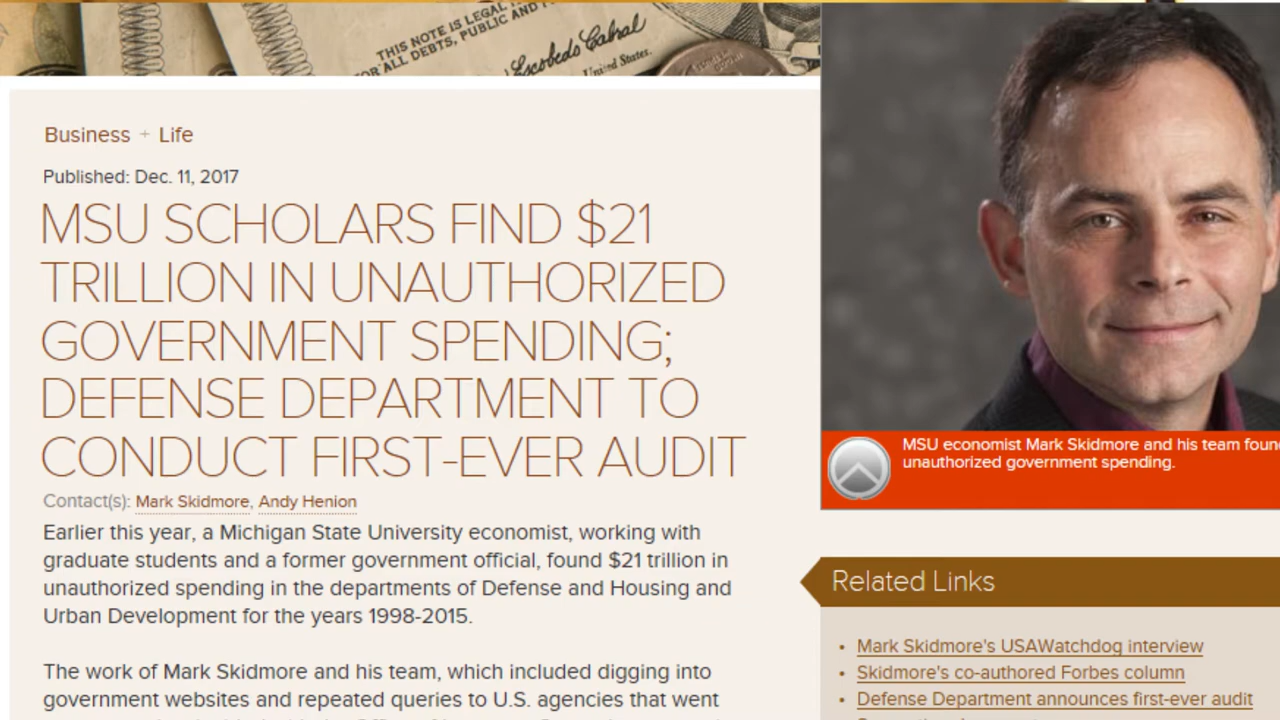 THIS NOTE IS LEGAL
FOR ALL DEBTS, PUBLIC AND
Escobedo Cabral
United States.
Business + Life
Published: Dec. 11, 2017
MSU SCHOLARS FIND $21
TRILLION IN UNAUTHORIZED
GOVERNMENT SPENDING;
DEFENSE DEPARTMENT TO
CONDUCT FIRST-EVER AUDIT
Contact(s): Mark Skidmore, Andy Henion
Earlier this year, a Michigan State University economist, working with
graduate students and a former government official, found $21 trillion in
unauthorized spending in the departments of Defense and Housing and
Urban Development for the years 1998-2015.
The work of Mark Skidmore and his team, which included digging into
government websites and repeated queries to U.S. agencies that went
MSU economist Mark Skidmore and his team foun
unauthorized government spending.
Related Links
• Mark Skidmore's USAWatchdog interview
• Skidmore's co-authored Forbes column
• Defense Department announces first-ever audit